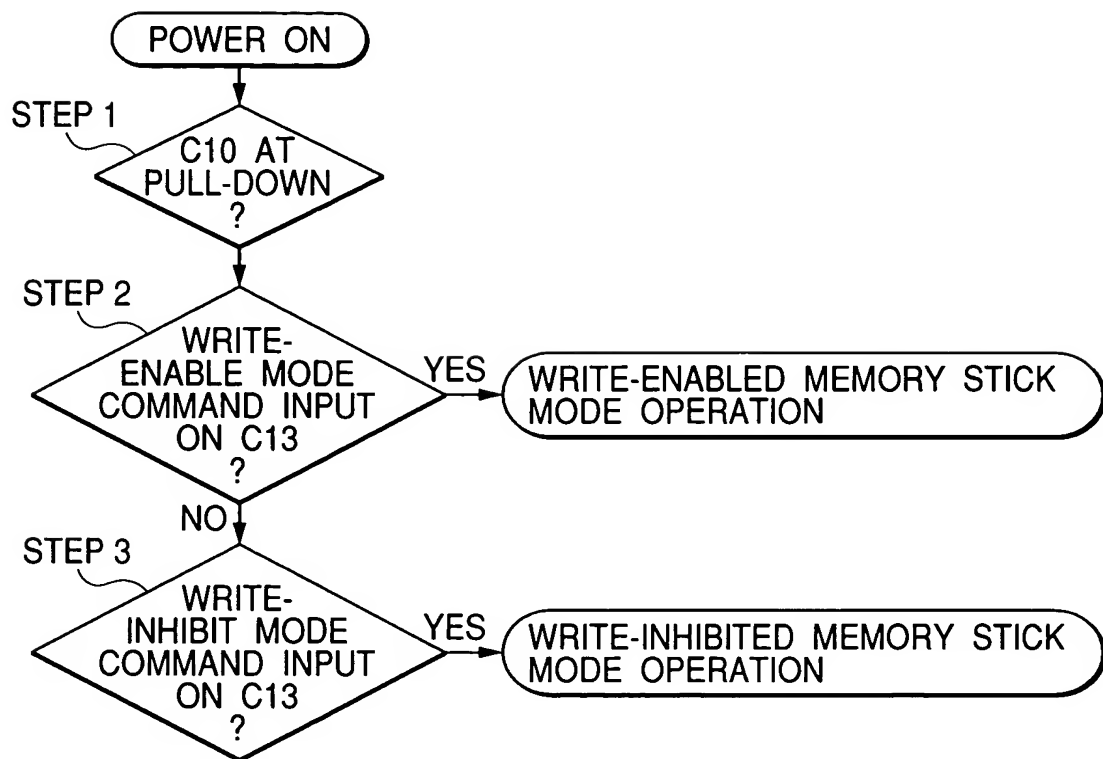 POWER ON
STEP 1
C10 AT
PULL-DOWN
?
STEP 2
WRITE-
ENABLE MODE
COMMAND INPUT
ON C13
?
YES
WRITE-ENABLED MEMORY STICK
MODE OPERATION
NO
STEP 3
WRITE-
INHIBIT MODE
COMMAND INPUT
ON C13
?
YES
WRITE-INHIBITED MEMORY STICK
MODE OPERATION